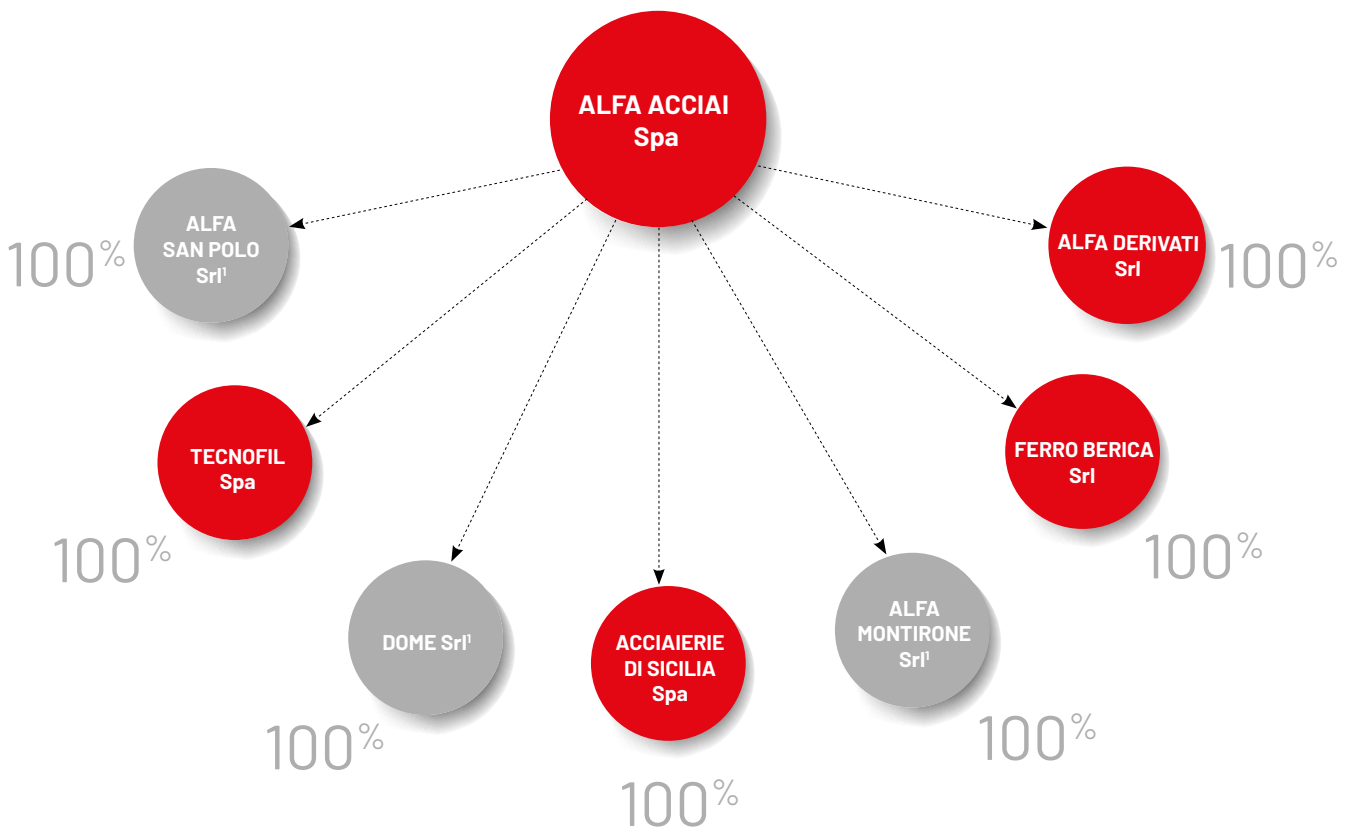 ALFA ACCIAI
Spa
ALFA
SAN POLO
Srl¹
100%
ALFA DERIVATI
Srl
100%
TECNOFIL
Spa
100%
FERRO BERICA
Srl
100%
DOME Srl¹
100%
ACCIAIERIE
DI SICILIA
Spa
100%
ALFA
MONTIRONE
Srl¹
100%